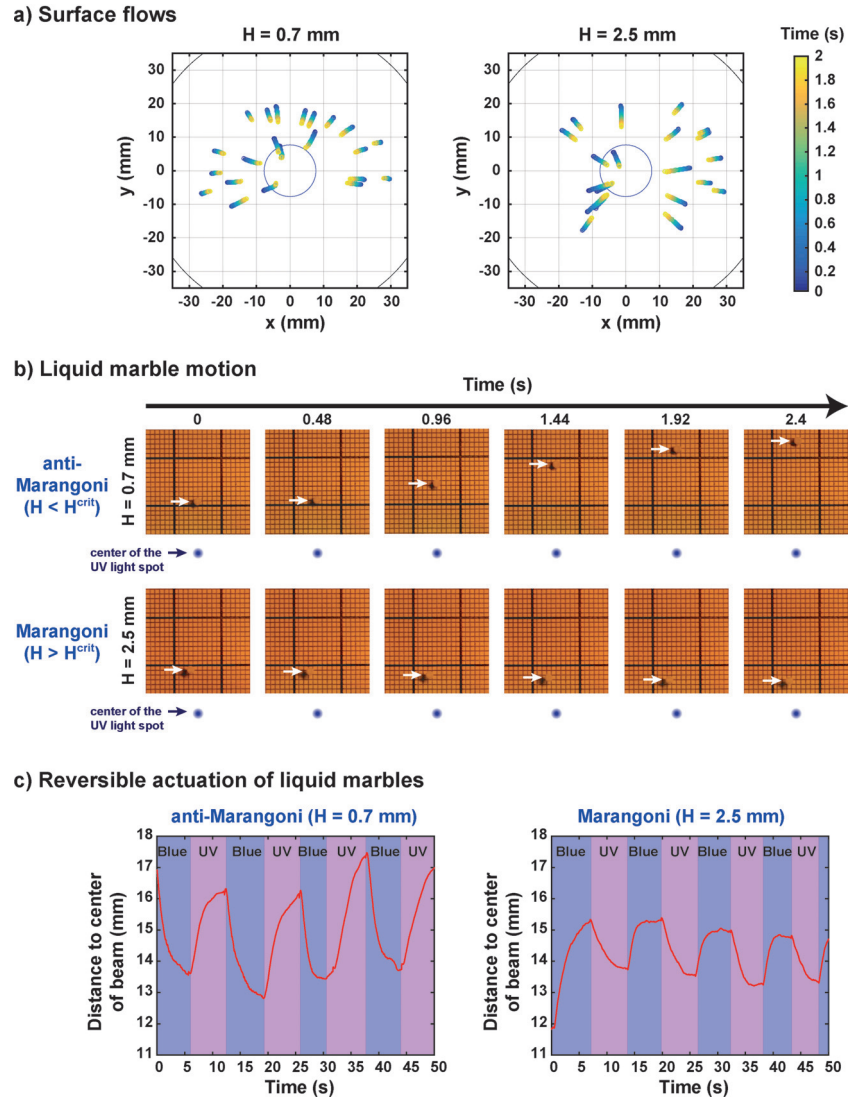 a) Surface flows
H = 0.7 mm
H = 2.5 mm
Time (s)
35
30
20
10
0
-10
-20
-30
y (mm)
-30 -20 -10 0 10 20 30
x (mm)
35
30
20
10
0
-10
-20
-30
y (mm)
-30 -20 -10 0 10 20 30
x (mm)
2
1.8
1.6
1.4
1.2
1
0.8
0.6
0.4
0.2
0
b) Liquid marble motion
Time (s)
0 0.48 0.96 1.44 1.92 2.4
anti-
Marangoni
(H < H^crit)
H = 0.7 mm
center of the
UV light spot
Marangoni
(H > H^crit)
H = 2.5 mm
center of the
UV light spot
c) Reversible actuation of liquid marbles
anti-Marangoni (H = 0.7 mm)
18
17
16
15
14
13
12
11
Distance to center
of beam (mm)
Blue UV Blue UV Blue UV Blue UV
0 5 10 15 20 25 30 35 40 45 50
Time (s)
Marangoni (H = 2.5 mm)
18
17
16
15
14
13
12
11
Distance to center
of beam (mm)
Blue UV Blue UV Blue UV Blue UV
0 5 10 15 20 25 30 35 40 45 50
Time (s)